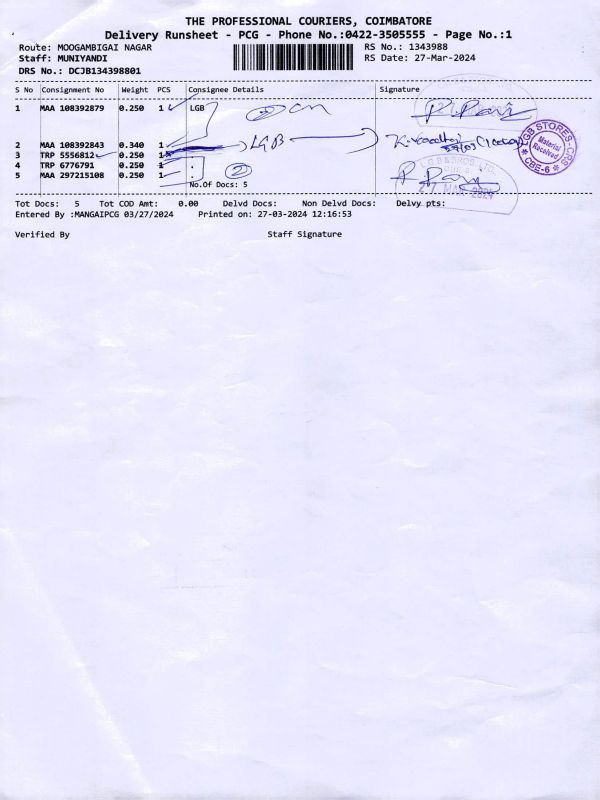 THE PROFESSIONAL COURIERS, COIMBATORE
Delivery Runsheet - PCG - Phone No.:0422-3505555 - Page No.:1
Route: MOOGAMBIGAI NAGAR RS No.: 1343988
Staff: MUNIYANDI RS Date: 27-Mar-2024
DRS No.: DCJB134398801
S No Consignment No Weight PCS Consignee Details Signature
1 MAA 108392879 0.250 1 LGB
2 MAA 108392843 0.340 1 LGB
3 TRP 5556812 0.250 1
4 TRP 6776791 0.250 1 .
5 MAA 297215108 0.250 1 . 2
No.Of Docs: 5
LGB STORES-CRS
Material Received
* CBE-6 *
Tot Docs: 5 Tot COD Amt: 0.00 Delvd Docs: Non Delvd Docs: Delvy pts:
Entered By :MANGAIPCG 03/27/2024 Printed on: 27-03-2024 12:16:53
Verified By Staff Signature